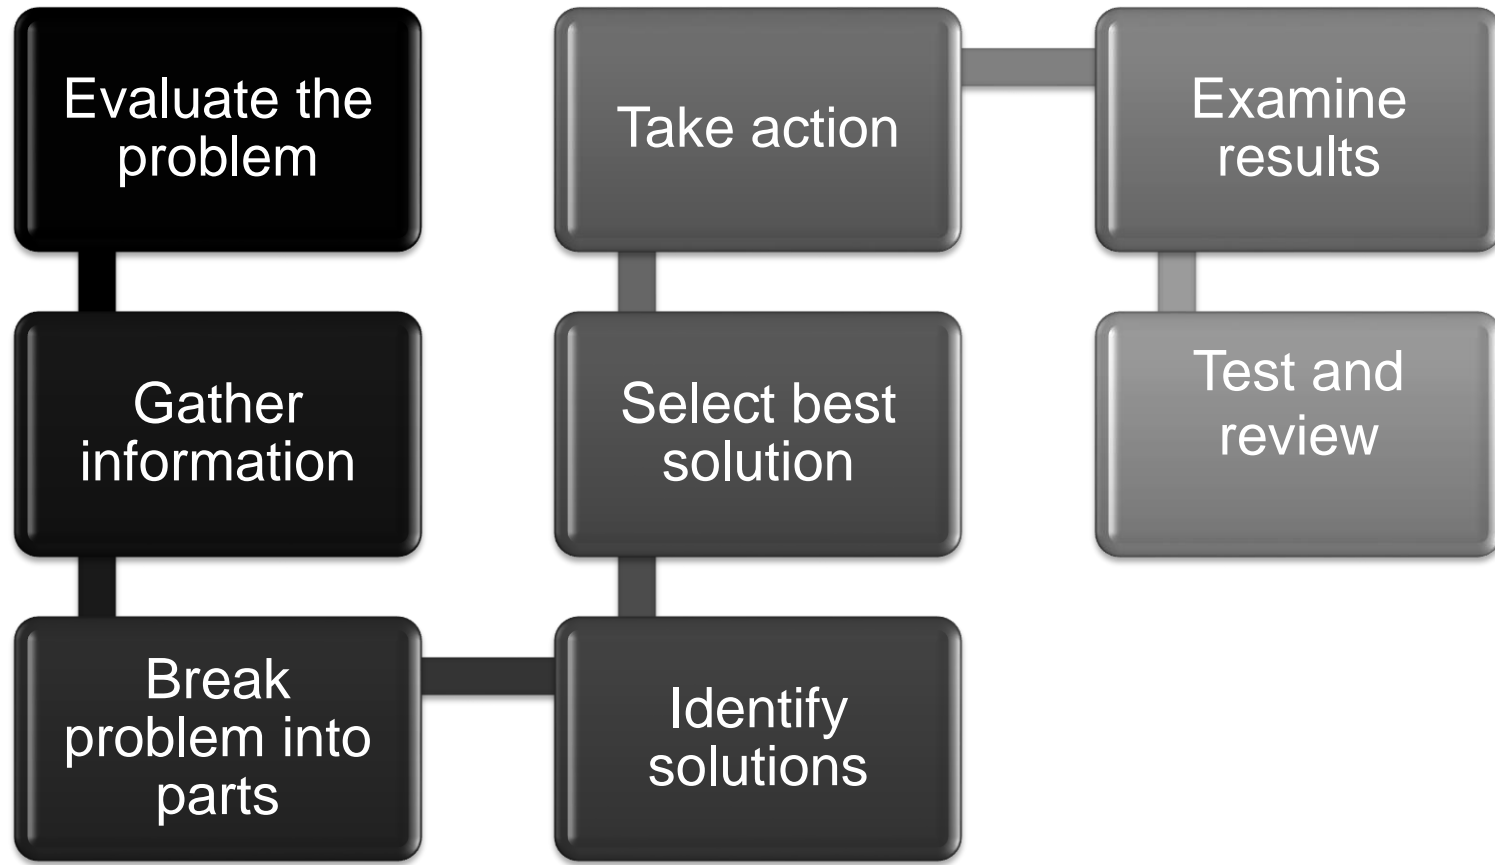 Evaluate the
problem
Gather
information
Break
problem into
parts
Identify
solutions
Select best
solution
Take action
Examine
results
Test and
review